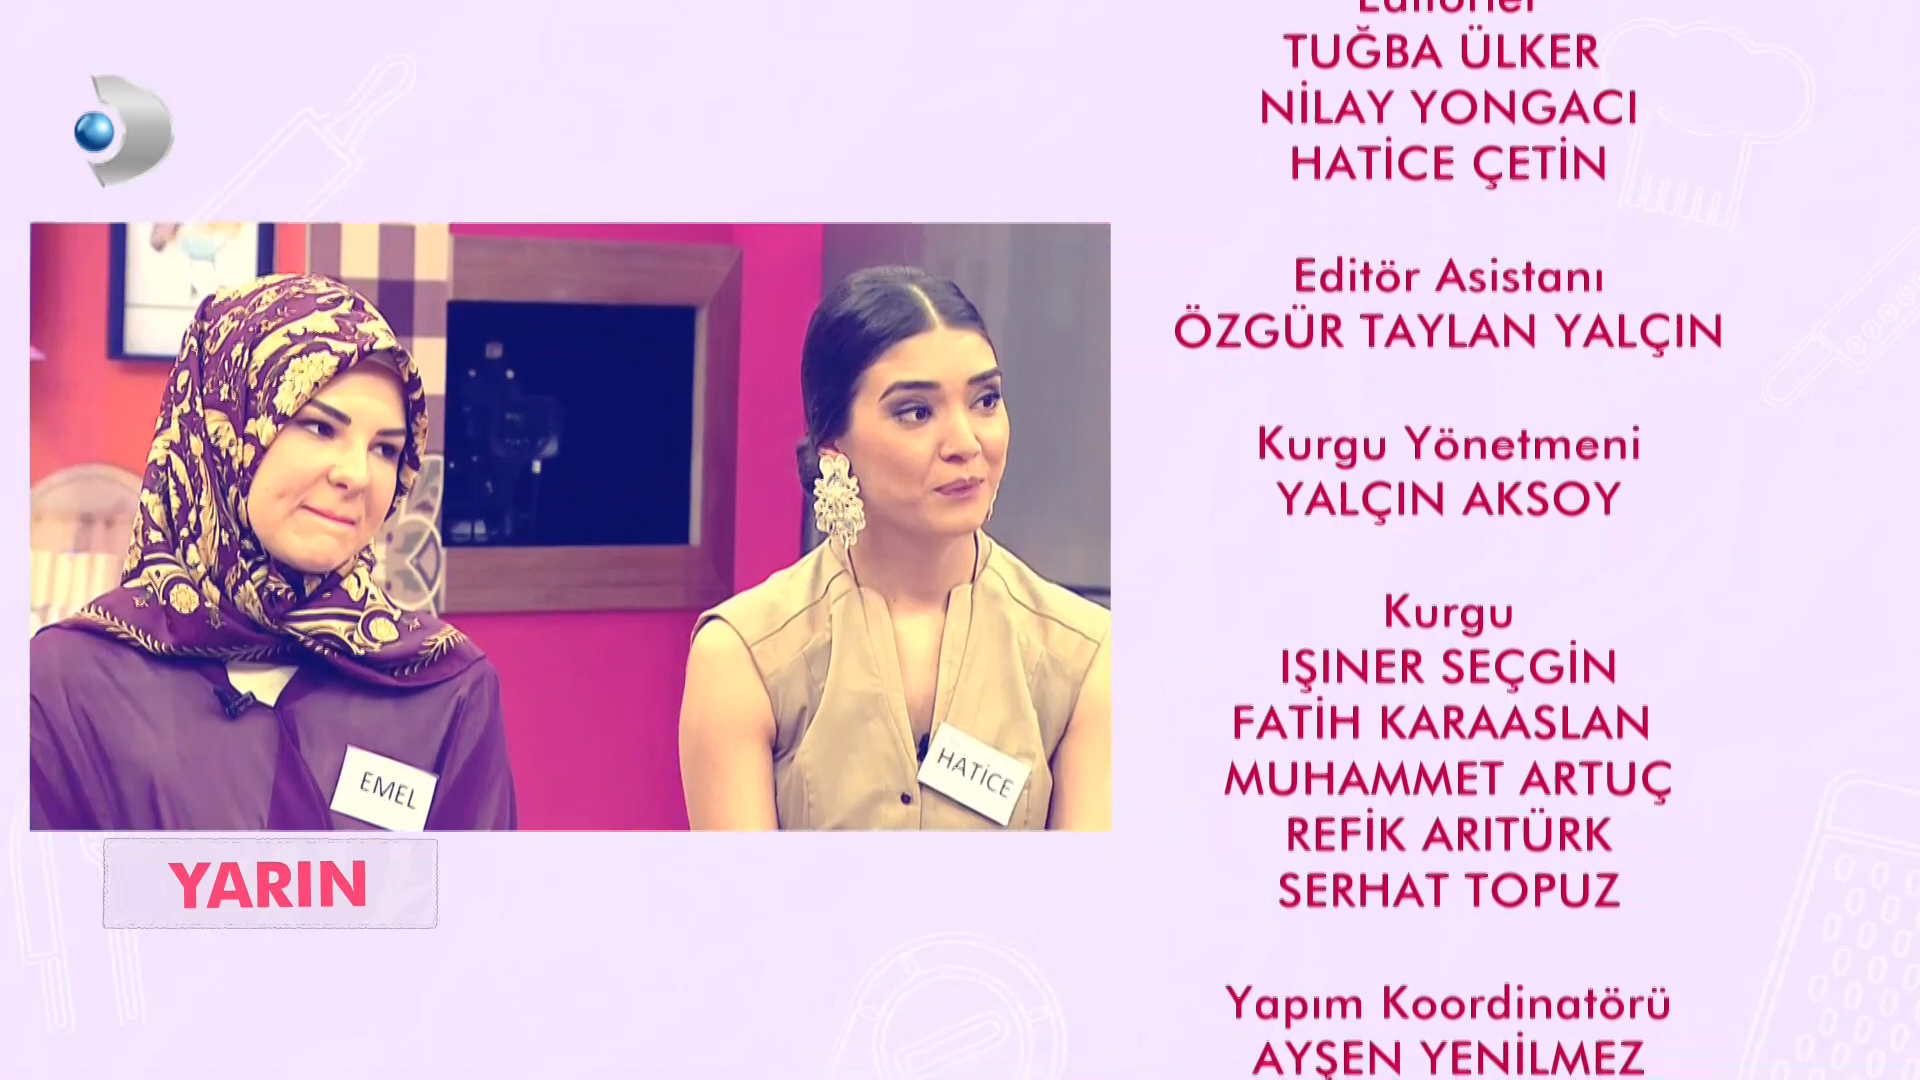 Editörler
TUĞBA ÜLKER
NİLAY YONGACI
HATİCE ÇETİN
Editör Asistanı
ÖZGÜR TAYLAN YALÇIN
Kurgu Yönetmeni
YALÇIN AKSOY
Kurgu
IŞINER SEÇGİN
FATİH KARAASLAN
MUHAMMET ARTUÇ
REFİK ARITÜRK
SERHAT TOPUZ
Yapım Koordinatörü
AYŞEN YENİLMEZ
EMEL
HATİCE
YARIN